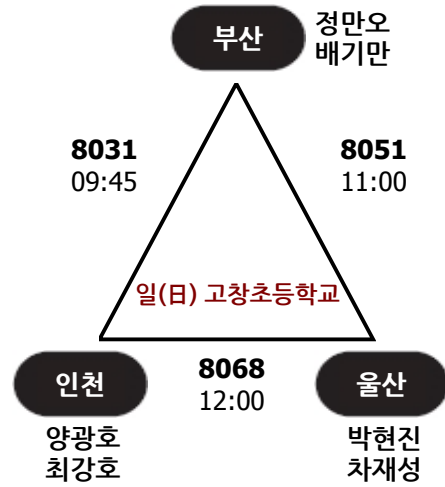 부산
정만오
배기만
8031
09:45
8051
11:00
일(日) 고창초등학교
인천
8068
12:00
울산
양광호
최강호
박현진
차재성